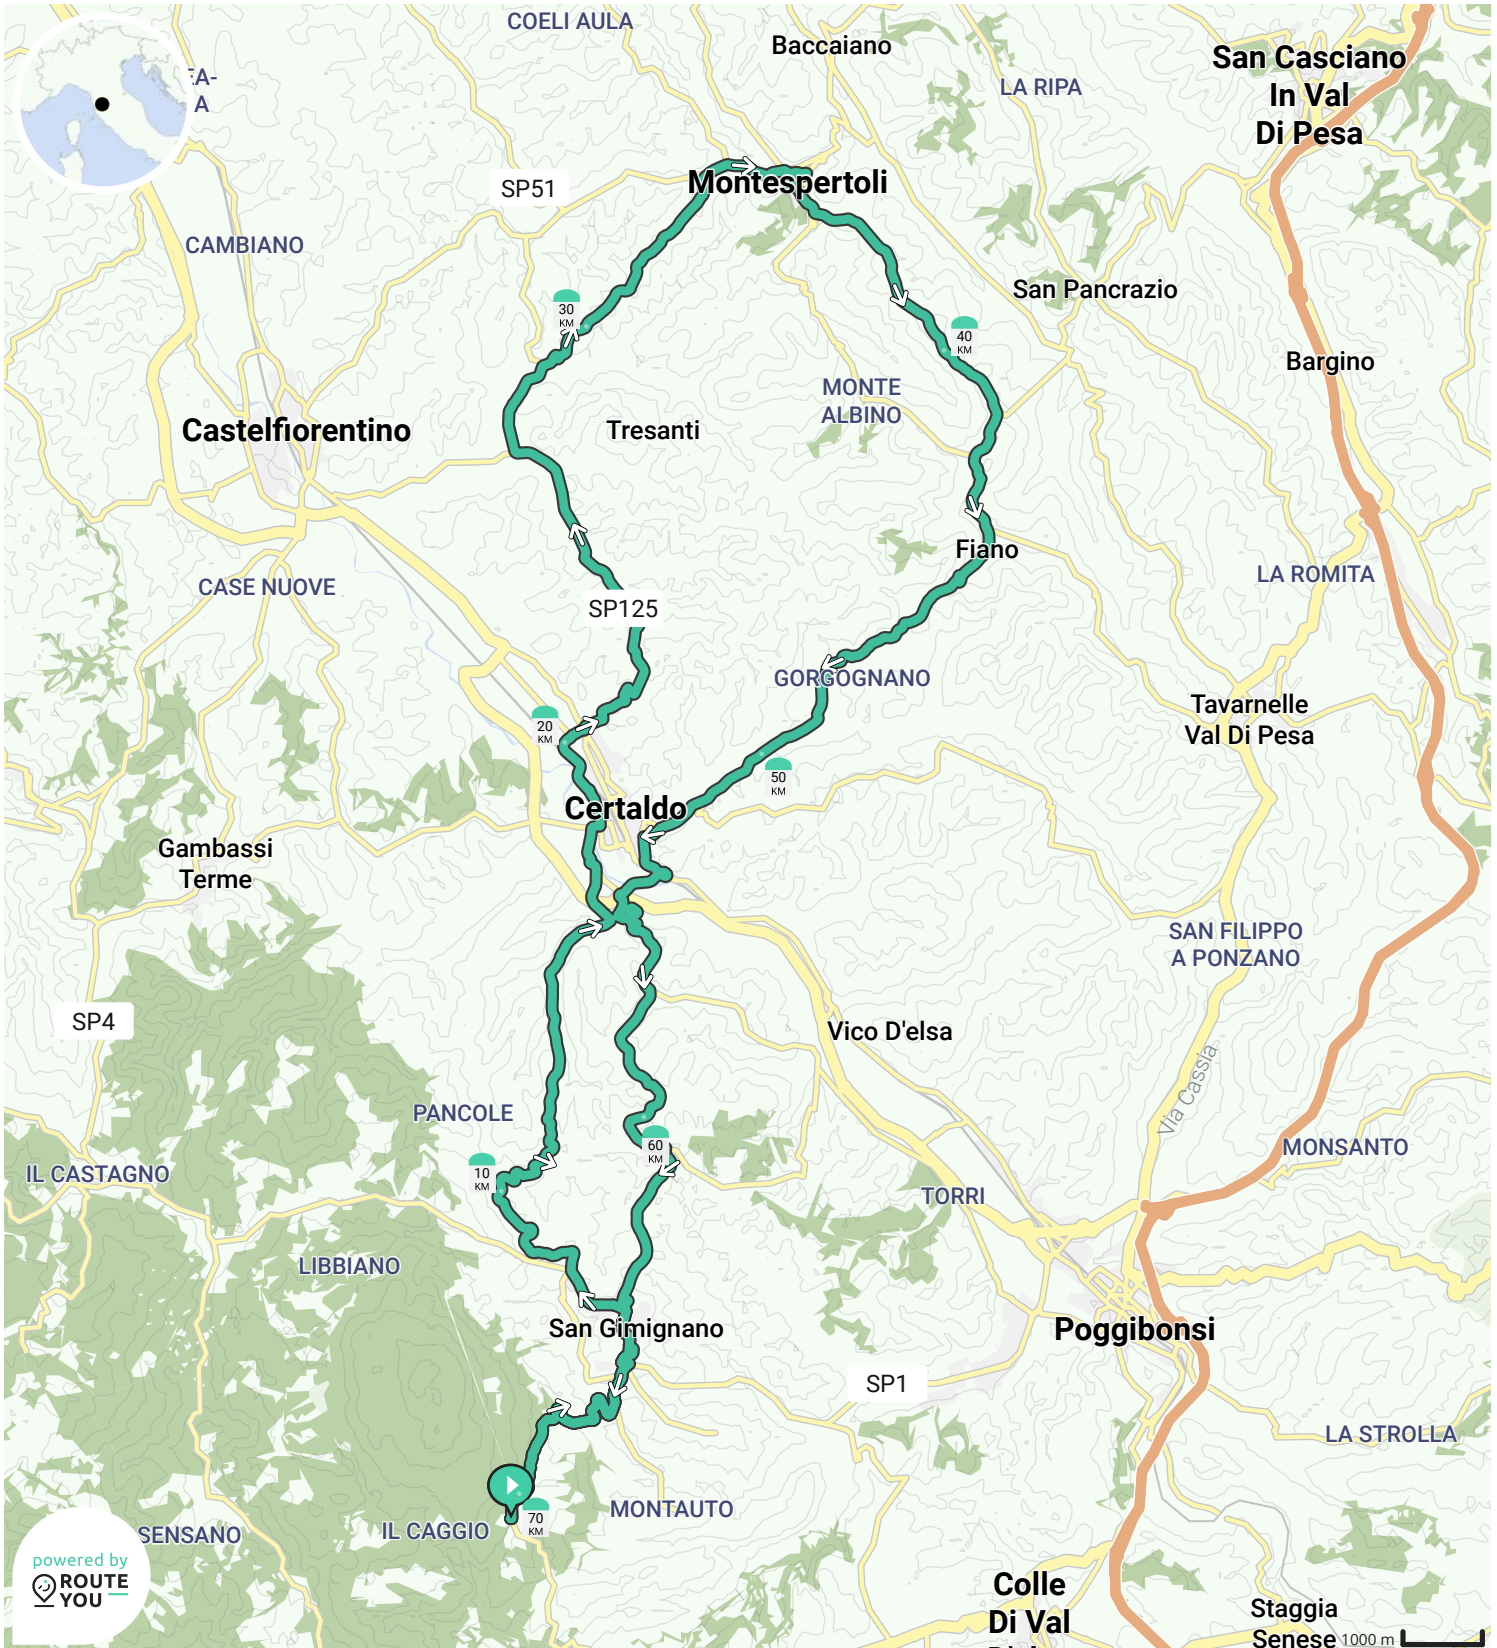 COELI AULA
Baccaiano
San Casciano
In Val
Di Pesa
EA-
A
LA RIPA
SP51
Montespertoli
CAMBIANO
San Pancrazio
30
KM
40
KM
Bargino
MONTE
ALBINO
Castelfiorentino
Tresanti
Fiano
LA ROMITA
CASE NUOVE
SP125
GORGOGNANO
Tavarnelle
Val Di Pesa
20
KM
50
KM
Certaldo
Gambassi
Terme
SAN FILIPPO
A PONZANO
SP4
Vico D'elsa
Via Cassia
PANCOLE
MONSANTO
60
KM
IL CASTAGNO
10
KM
TORRI
LIBBIANO
San Gimignano
Poggibonsi
SP1
LA STROLLA
MONTAUTO
70
KM
IL CAGGIO
SENSANO
powered by
ROUTE
YOU
Colle
Di Val
Staggia
Senese
1000 m